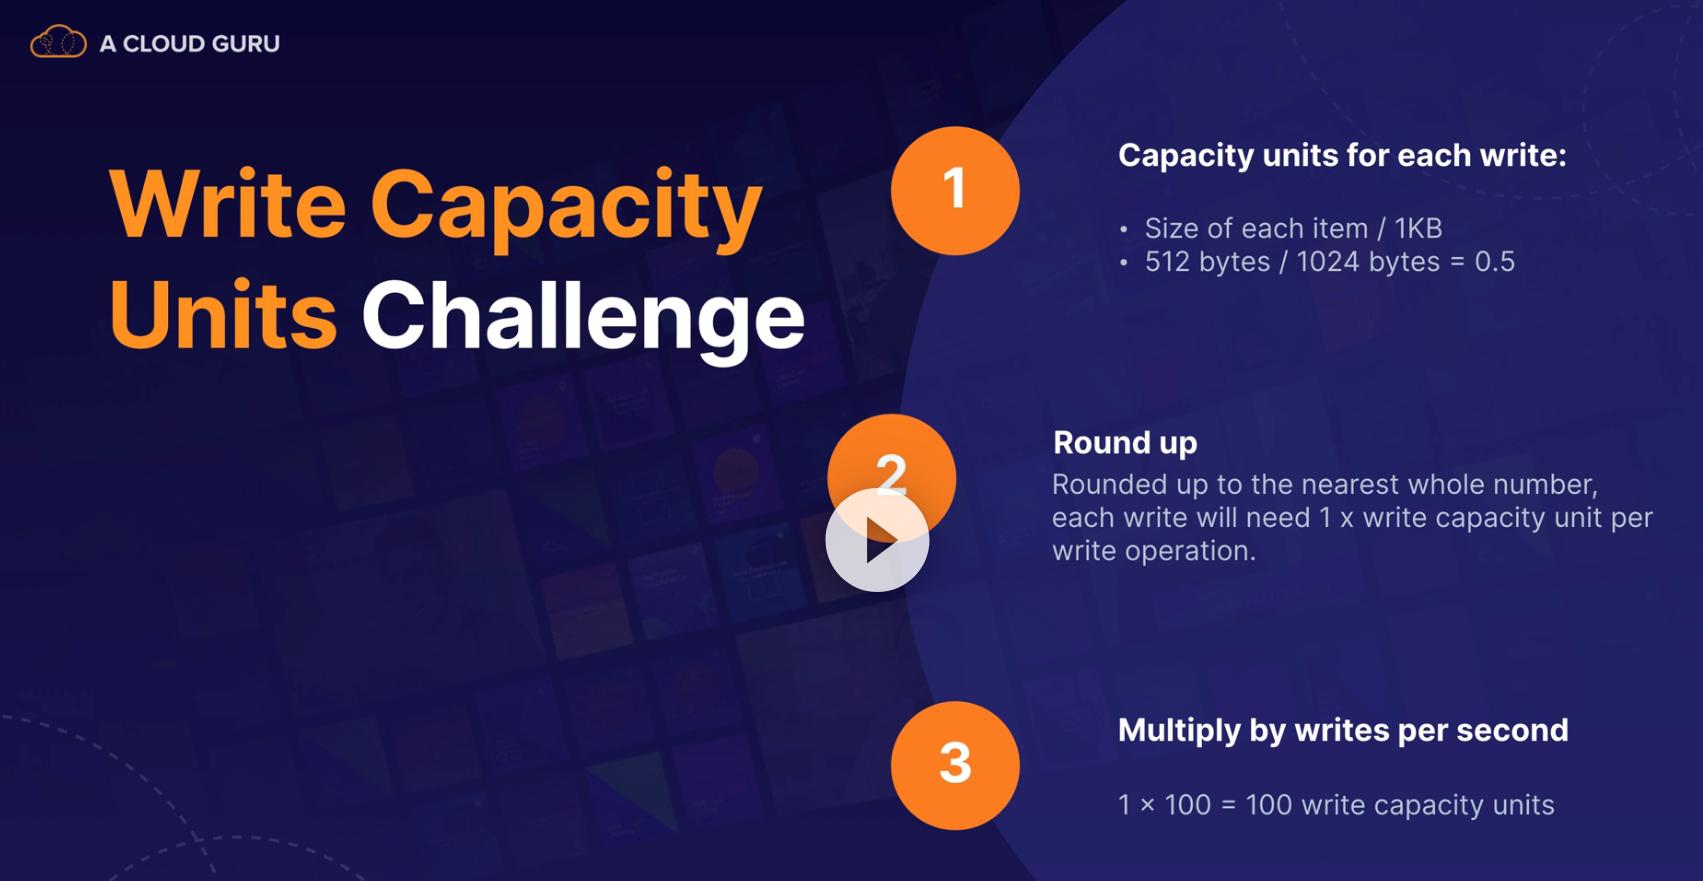 A CLOUD GURU
Write Capacity
Units Challenge
1
Capacity units for each write:
• Size of each item / 1KB
• 512 bytes / 1024 bytes = 0.5
2
Round up
Rounded up to the nearest whole number,
each write will need 1 x write capacity unit per
write operation.
3
Multiply by writes per second
1 × 100 = 100 write capacity units